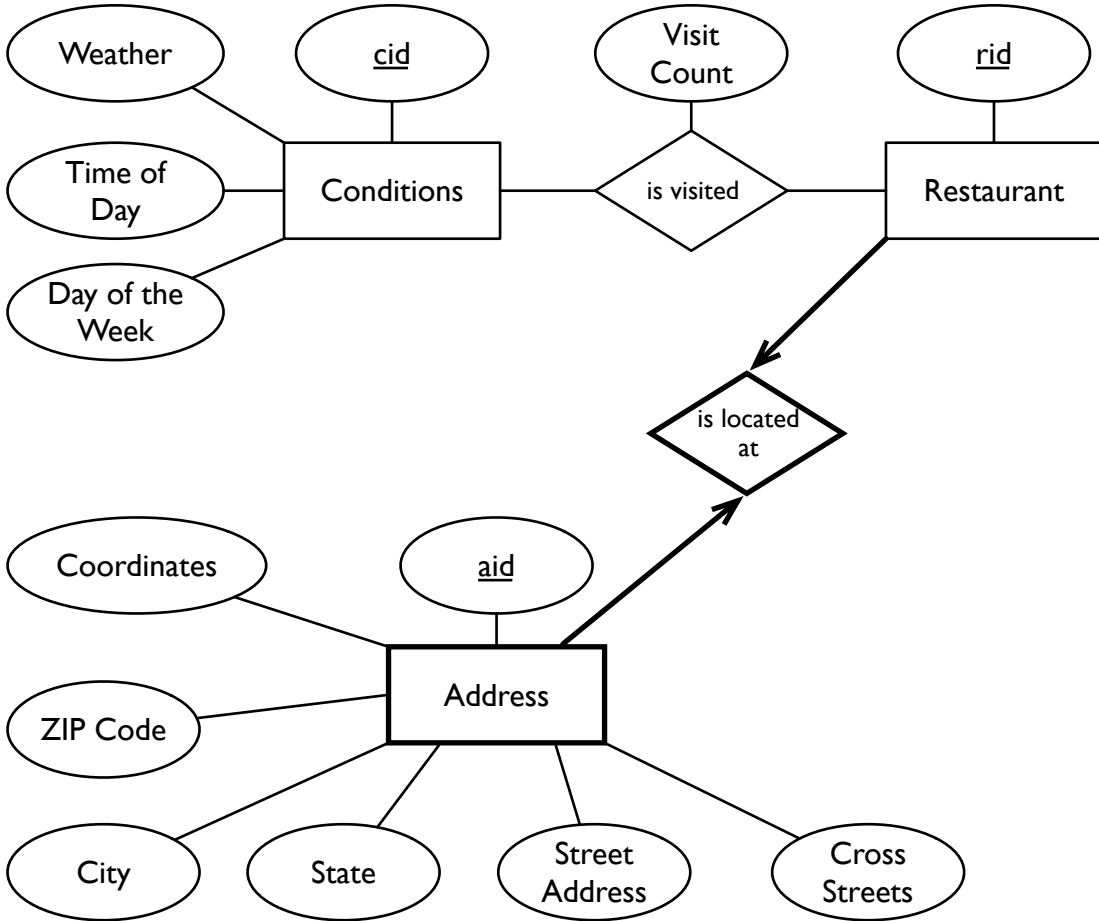 Weather
cid
Visit
Count
rid
Time of
Day
Conditions
is visited
Restaurant
Day of the
Week
is located
at
Coordinates
aid
Address
ZIP Code
City
State
Street
Address
Cross
Streets